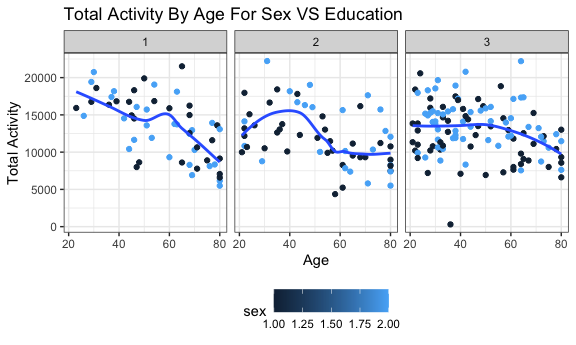 Total Activity By Age For Sex VS Education
1 2 3
Total Activity
20000
15000
10000
5000
0
20 40 60 80 20 40 60 80 20 40 60 80
Age
sex
1.00 1.25 1.50 1.75 2.00